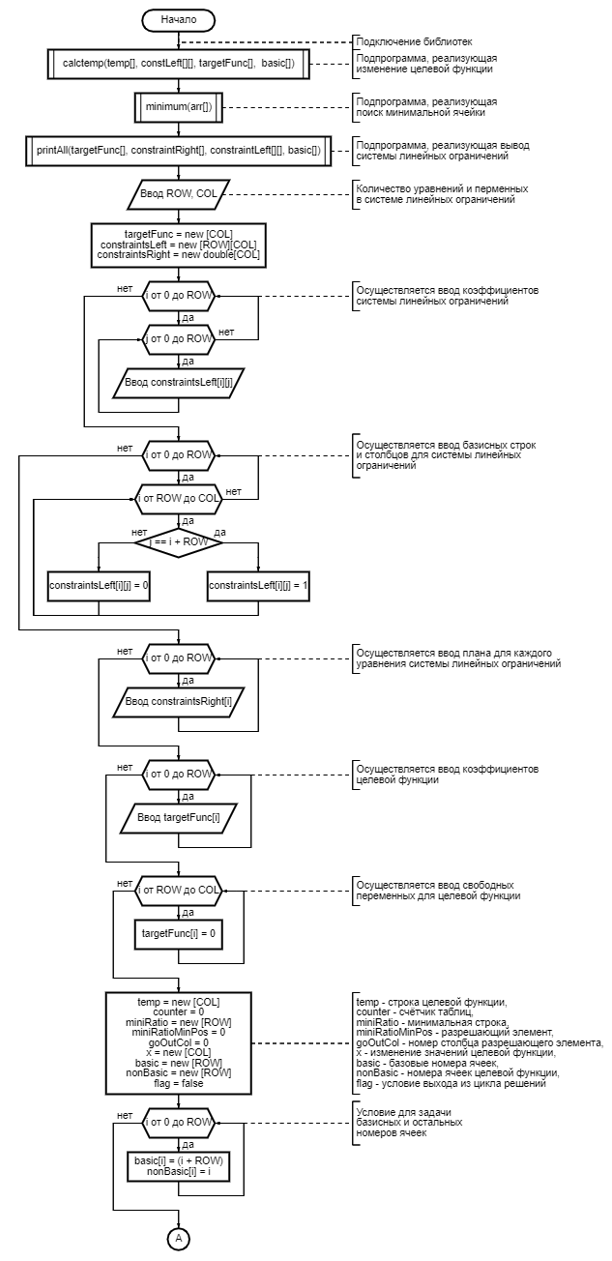 Начало
Подключение библиотек
calctemp(temp[], constLeft[][], targetFunc[], basic[])
Подпрограмма, реализующая
изменение целевой функции
minimum(arr[])
Подпрограмма, реализующая
поиск минимальной ячейки
printAll(targetFunc[], constraintRight[], constraintLeft[][], basic[])
Подпрограмма, реализующая вывод
системы линейных ограничений
Ввод ROW, COL
Количество уравнений и перменных
в системе линейных ограничений
targetFunc = new [COL]
constraintsLeft = new [ROW][COL]
constraintsRight = new double[COL]
нет
i от 0 до ROW
Осуществляется ввод коэффициентов
системы линейных ограничений
да
j от 0 до ROW
нет
да
Ввод constraintsLeft[i][j]
нет
i от 0 до ROW
Осуществляется ввод базисных строк
и столбцов для системы линейных
ограничений
да
i от ROW до COL
нет
да
нет
j == i + ROW
да
constraintsLeft[i][j] = 0
constraintsLeft[i][j] = 1
нет
i от 0 до ROW
Осуществляется ввод плана для каждого
уравнения системы линейных ограничений
да
Ввод constraintsRight[i]
нет
i от 0 до ROW
Осуществляется ввод коэффициентов
целевой функции
да
Ввод targetFunc[i]
нет
i от ROW до COL
Осуществляется ввод свободных
переменных для целевой функции
да
targetFunc[i] = 0
temp = new [COL]
counter = 0
miniRatio = new [ROW]
miniRatioMinPos = 0
goOutCol = 0
x = new [COL]
basic = new [ROW]
nonBasic = new [ROW]
flag = false
temp - строка целевой функции,
counter - счётчик таблиц,
miniRatio - минимальная строка,
miniRatioMinPos - разрешающий элемент,
goOutCol - номер столбца разрешающего элемента,
x - изменение значений целевой функции,
basic - базовые номера ячеек,
nonBasic - номера ячеек целевой функции,
flag - условие выхода из цикла решений
нет
i от 0 до ROW
Условие для задачи
базисных и остальных
номеров ячеек
да
basic[i] = (i + ROW)
nonBasic[i] = i
A